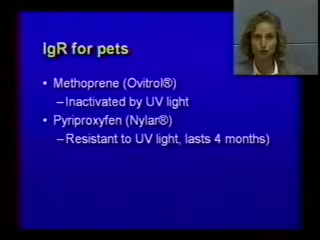 IgR for pets
• Methoprene (Ovitrol®)
–Inactivated by UV light
• Pyriproxyfen (Nylar®)
–Resistant to UV light, lasts 4 months)